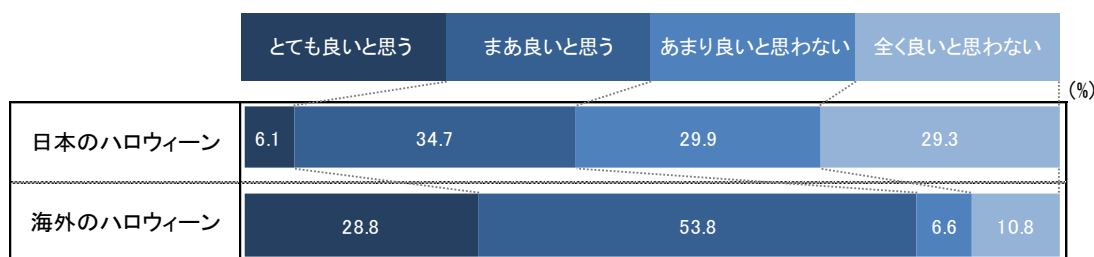 とても良いと思う まあ良いと思う あまり良いと思わない 全く良いと思わない
(%)
日本のハロウィーン 6.1 34.7 29.9 29.3
海外のハロウィーン 28.8 53.8 6.6 10.8